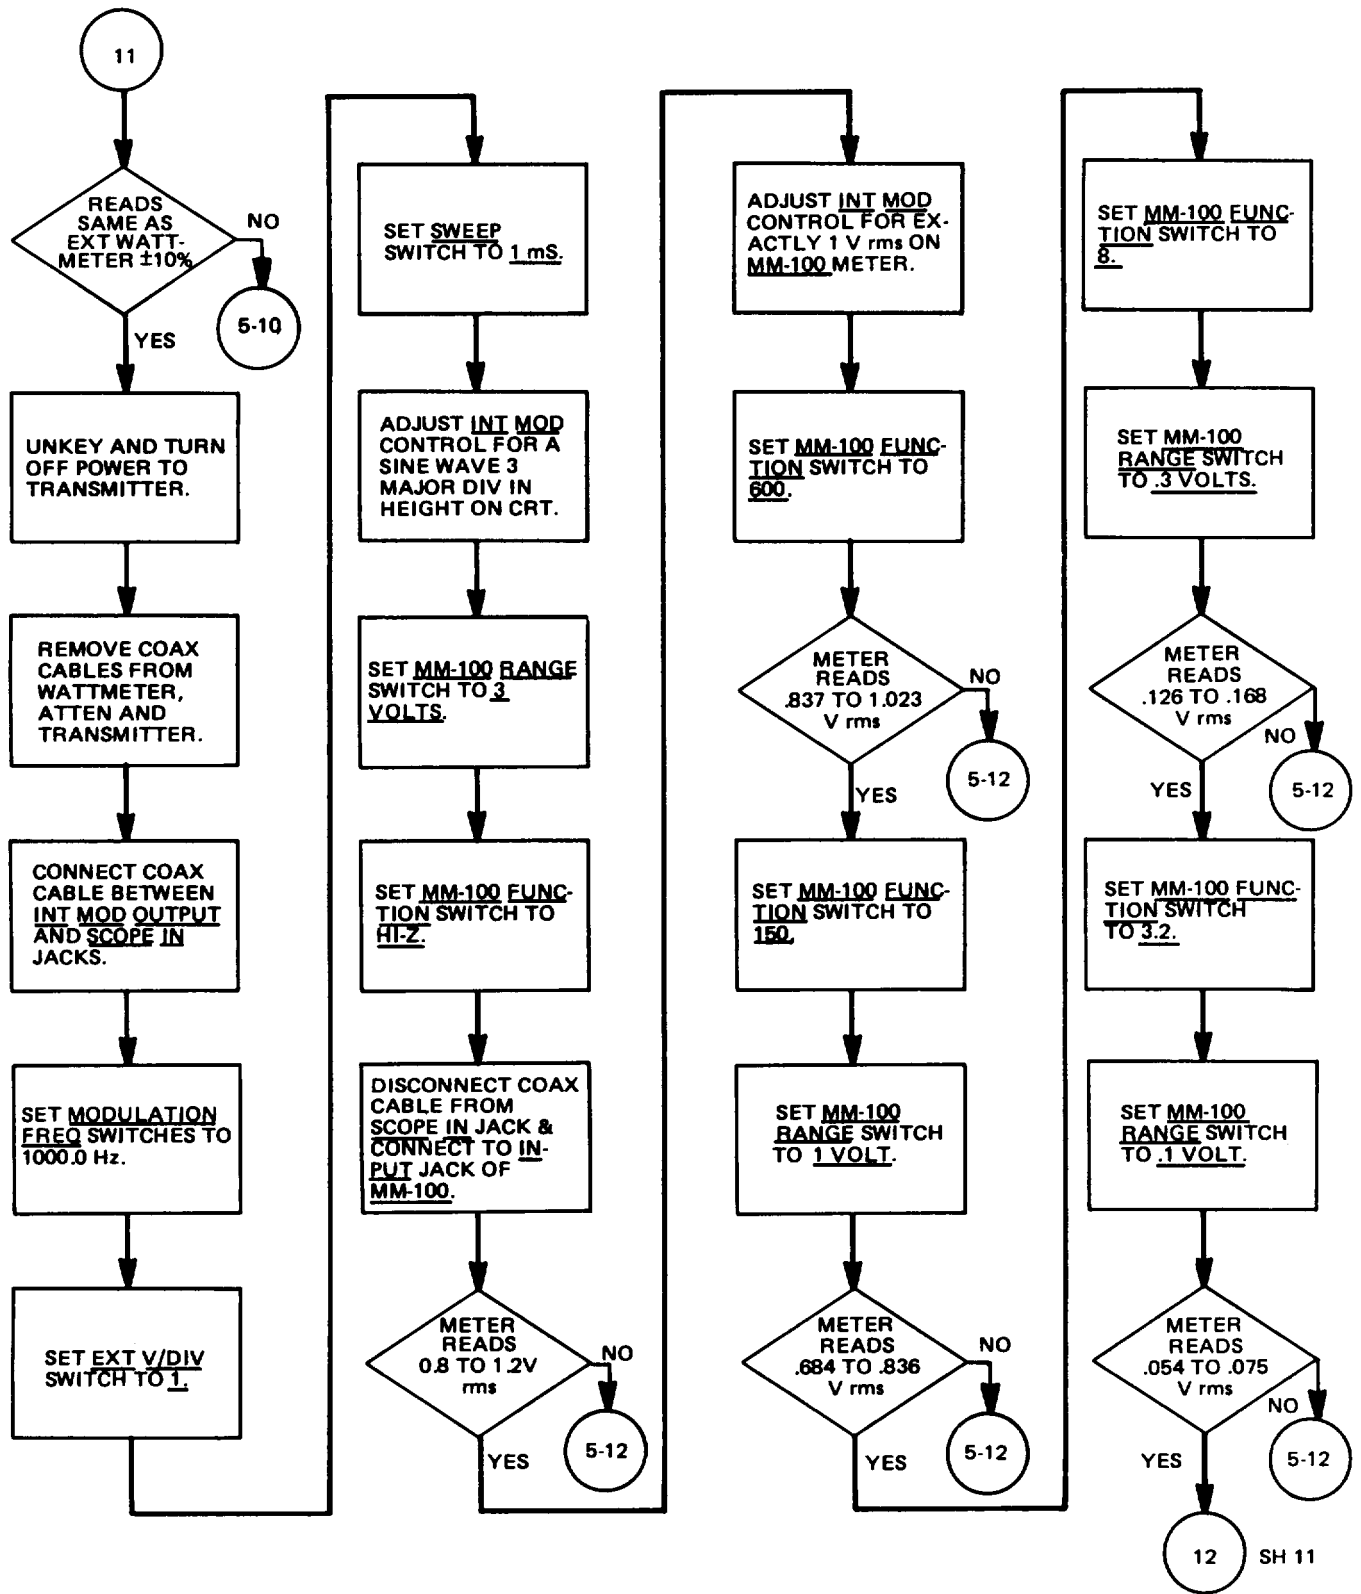 11
READS
SAME AS
EXT WATT-
METER ±10%
NO
5-10
YES
UNKEY AND TURN
OFF POWER TO
TRANSMITTER.
REMOVE COAX
CABLES FROM
WATTMETER,
ATTEN AND
TRANSMITTER.
CONNECT COAX
CABLE BETWEEN
INT MOD OUTPUT
AND SCOPE IN
JACKS.
SET MODULATION
FREQ SWITCHES TO
1000.0 Hz.
SET EXT V/DIV
SWITCH TO 1.
SET SWEEP
SWITCH TO 1 mS.
ADJUST INT MOD
CONTROL FOR A
SINE WAVE 3
MAJOR DIV IN
HEIGHT ON CRT.
SET MM-100 RANGE
SWITCH TO 3
VOLTS.
SET MM-100 FUNC-
TION SWITCH TO
HI-Z.
DISCONNECT COAX
CABLE FROM
SCOPE IN JACK &
CONNECT TO IN-
PUT JACK OF
MM-100.
METER
READS
0.8 TO 1.2V
rms
NO
5-12
YES
ADJUST INT MOD
CONTROL FOR EX-
ACTLY 1 V rms ON
MM-100 METER.
SET MM-100 FUNC-
TION SWITCH TO
600.
METER
READS
.837 TO 1.023
V rms
NO
5-12
YES
SET MM-100 FUNC-
TION SWITCH TO
150.
SET MM-100
RANGE SWITCH
TO 1 VOLT.
METER
READS
.684 TO .836
V rms
NO
5-12
YES
SET MM-100 FUNC-
TION SWITCH TO
8.
SET MM-100
RANGE SWITCH
TO .3 VOLTS.
METER
READS
.126 TO .168
V rms
NO
5-12
YES
SET MM-100 FUNC-
TION SWITCH
TO 3.2.
SET MM-100
RANGE SWITCH
TO .1 VOLT.
METER
READS
.054 TO .075
V rms
NO
5-12
YES
12 SH 11